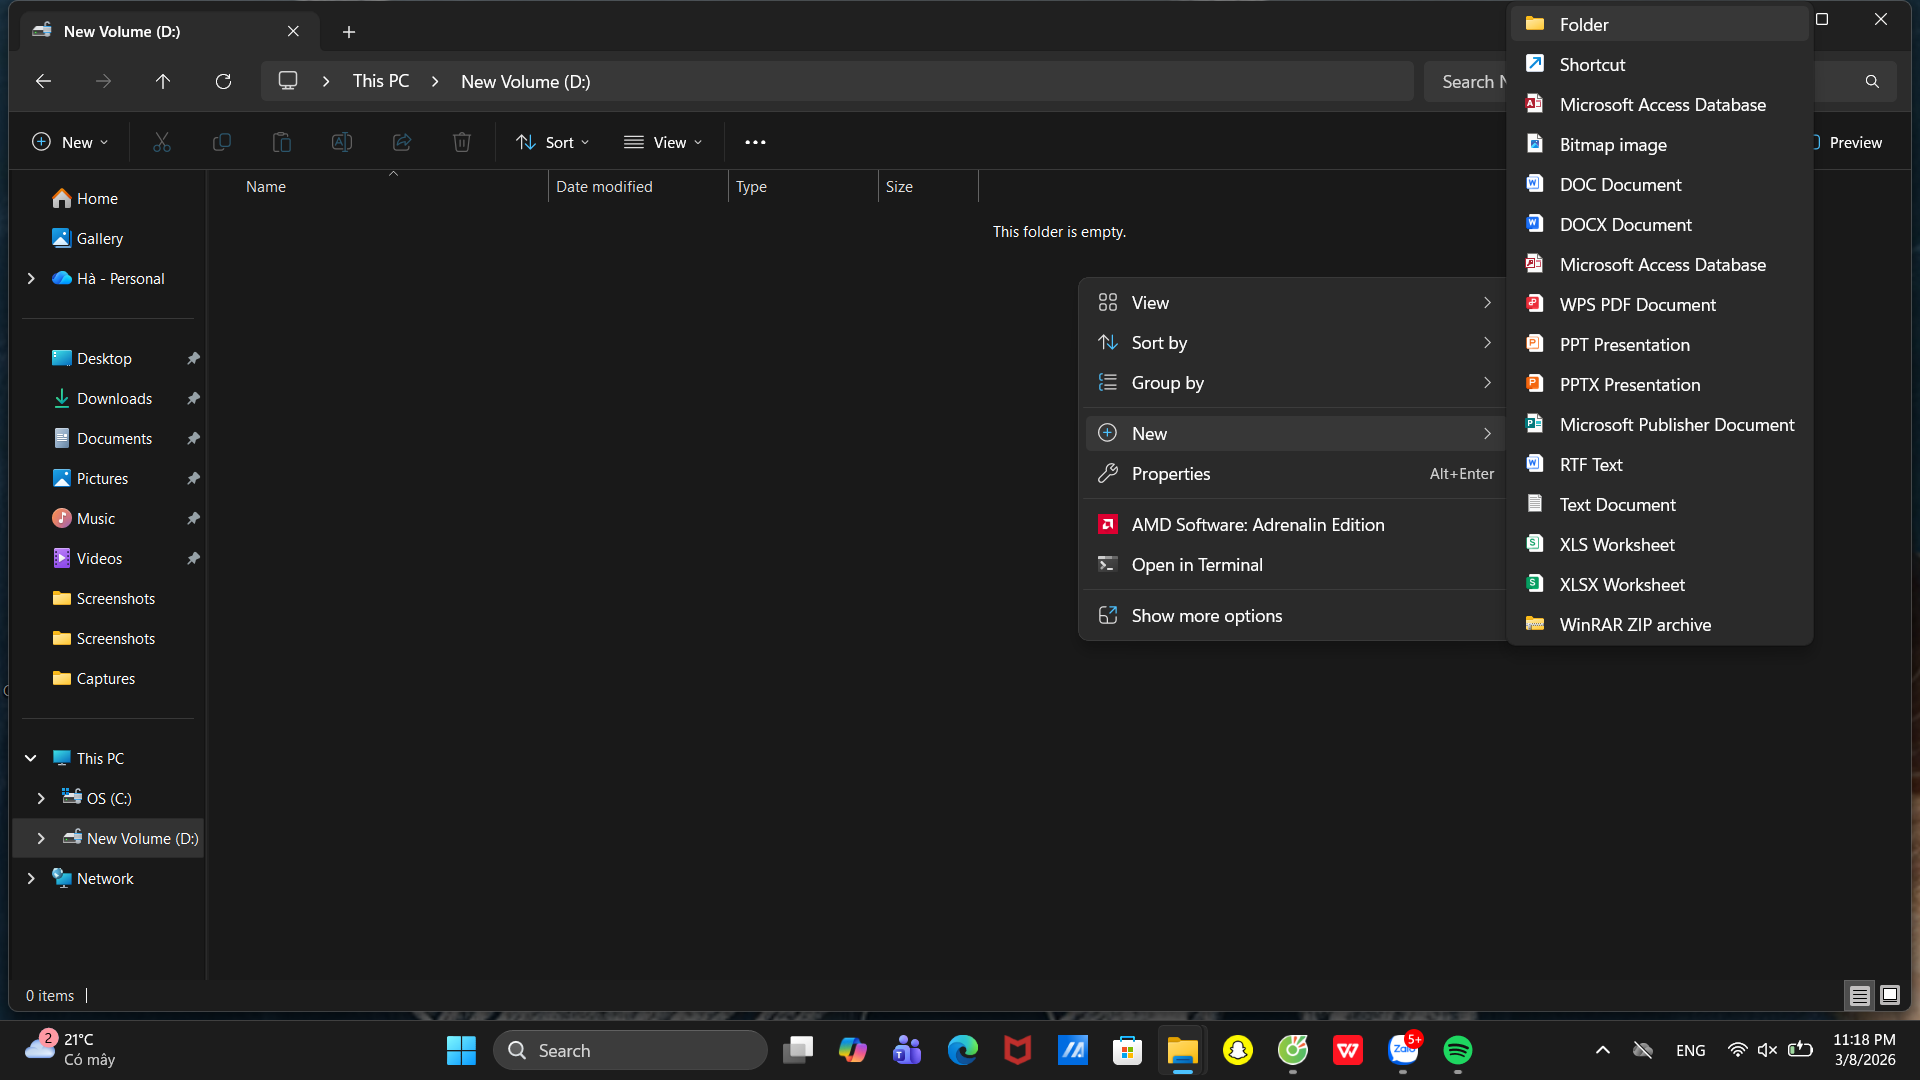 New Volume (D:)
This PC
New Volume (D:)
Search N
New
Sort
View
Preview
Name
Date modified
Type
Size
This folder is empty.
Home
Gallery
Hà - Personal
Desktop
Downloads
Documents
Pictures
Music
Videos
Screenshots
Screenshots
Captures
This PC
OS (C:)
New Volume (D:)
Network
View
Sort by
Group by
New
Properties Alt+Enter
AMD Software: Adrenalin Edition
Open in Terminal
Show more options
Folder
Shortcut
Microsoft Access Database
Bitmap image
DOC Document
DOCX Document
Microsoft Access Database
WPS PDF Document
PPT Presentation
PPTX Presentation
Microsoft Publisher Document
RTF Text
Text Document
XLS Worksheet
XLSX Worksheet
WinRAR ZIP archive
0 items
2
21°C
Có mây
Search
Zalo
5+
ENG
11:18 PM
3/8/2026